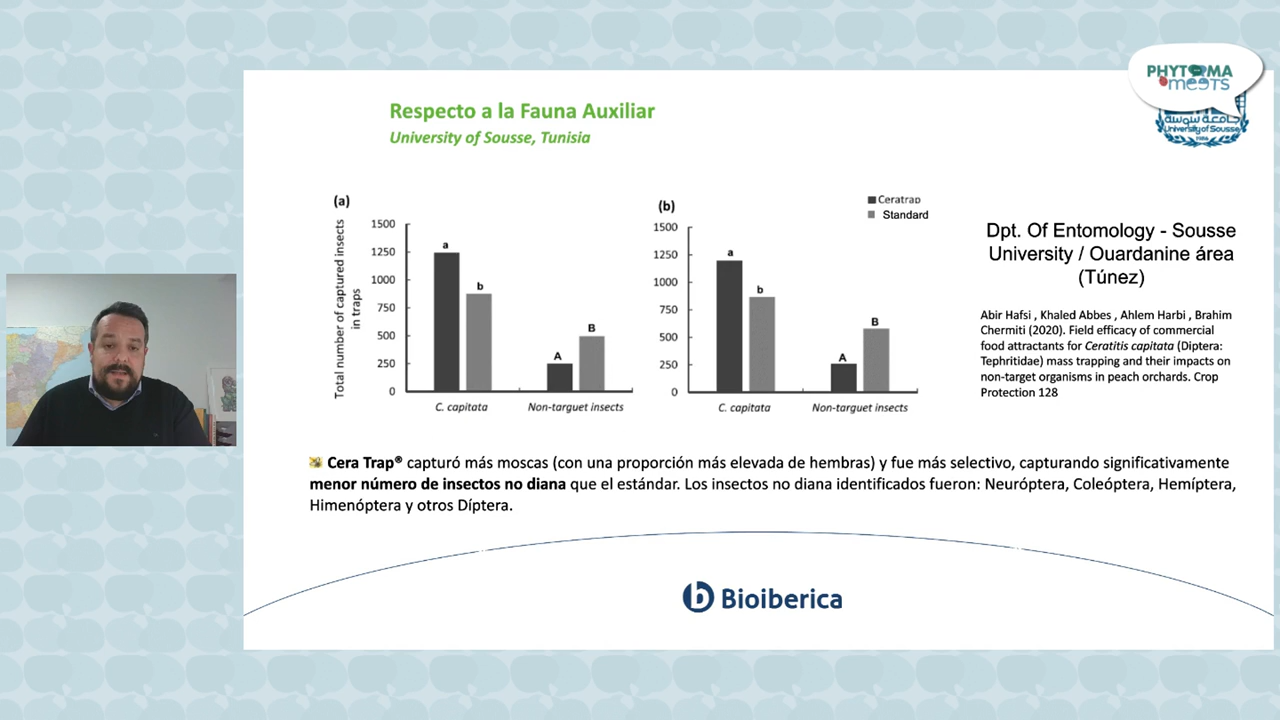 PHYTOMA
meets
جامعة سوسة
University of Sousse
Respecto a la Fauna Auxiliar
University of Sousse, Tunisia
(a)
Total number of captured insects
in traps
1500
1250
1000
750
500
250
0
a
b
A
B
C. capitata
Non-targuet insects
(b)
Ceratrap
Standard
1500
1250
1000
750
500
250
0
a
b
A
B
C. capitata
Non-targuet insects
Dpt. Of Entomology - Sousse
University / Ouardanine área
(Túnez)
Abir Hafsi , Khaled Abbes , Ahlem Harbi , Brahim
Chermiti (2020). Field efficacy of commercial
food attractants for Ceratitis capitata (Diptera:
Tephritidae) mass trapping and their impacts on
non-target organisms in peach orchards. Crop
Protection 128
Cera Trap® capturó más moscas (con una proporción más elevada de hembras) y fue más selectivo, capturando significativamente
menor número de insectos no diana que el estándar. Los insectos no diana identificados fueron: Neuróptera, Coleóptera, Hemíptera,
Himenóptera y otros Díptera.
Bioiberica